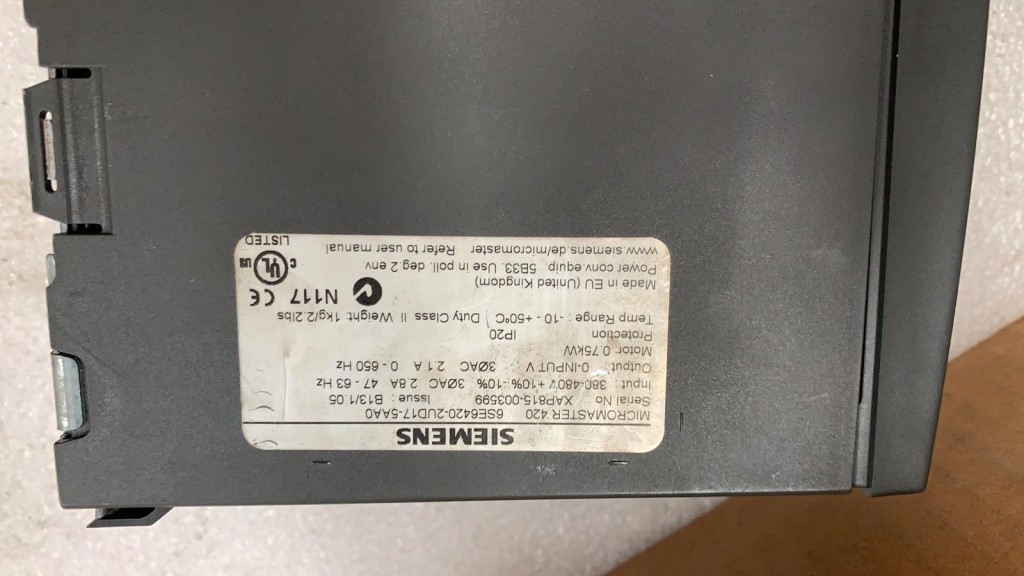 SIEMENS
MICROMASTER 420 6SE6420-2UD17-5AA0
Serial No XAP815-003599 Issue : B13/1.05
Input : 380-480V +10% -10% 3ØAC 2.8A 47 - 63 Hz
Output : 0-INPUT V 3ØAC 2.1 A 0 - 650 Hz
Motor 0.75kW
Protection IP20
Temp Range : -10 - +50°C Duty Class II Weight 1kg/2.2lbs
Made in EU (United Kingdom) N117 CE
Power conv equip 5B33. Use in poll. deg 2 env.
www.siemens.de/micromaster Refer to user manual.
C UL US
LISTED